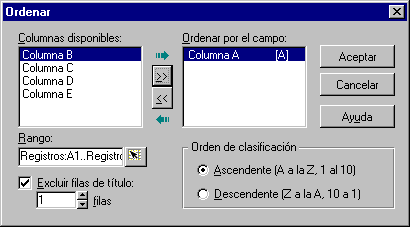 Ordenar
Columnas disponibles:
Columna B
Columna C
Columna D
Columna E
>>
<<
Ordenar por el campo:
Columna A [A]
Aceptar
Cancelar
Ayuda
Rango:
Registros:A1..Registro
Excluir filas de título:
1 filas
Orden de clasificación
Ascendente (A a la Z, 1 al 10)
Descendente (Z a la A, 10 a 1)